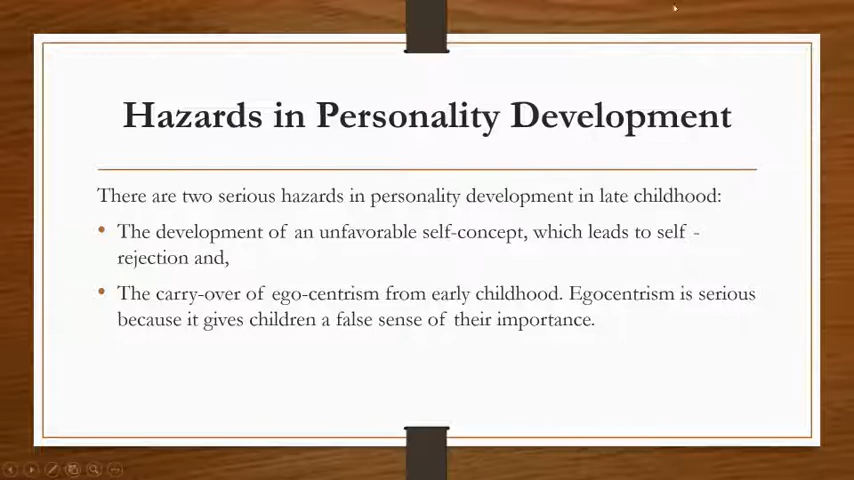 Hazards in Personality Development
There are two serious hazards in personality development in late childhood:
• The development of an unfavorable self-concept, which leads to self -
rejection and,
• The carry-over of ego-centrism from early childhood. Egocentrism is serious
because it gives children a false sense of their importance.